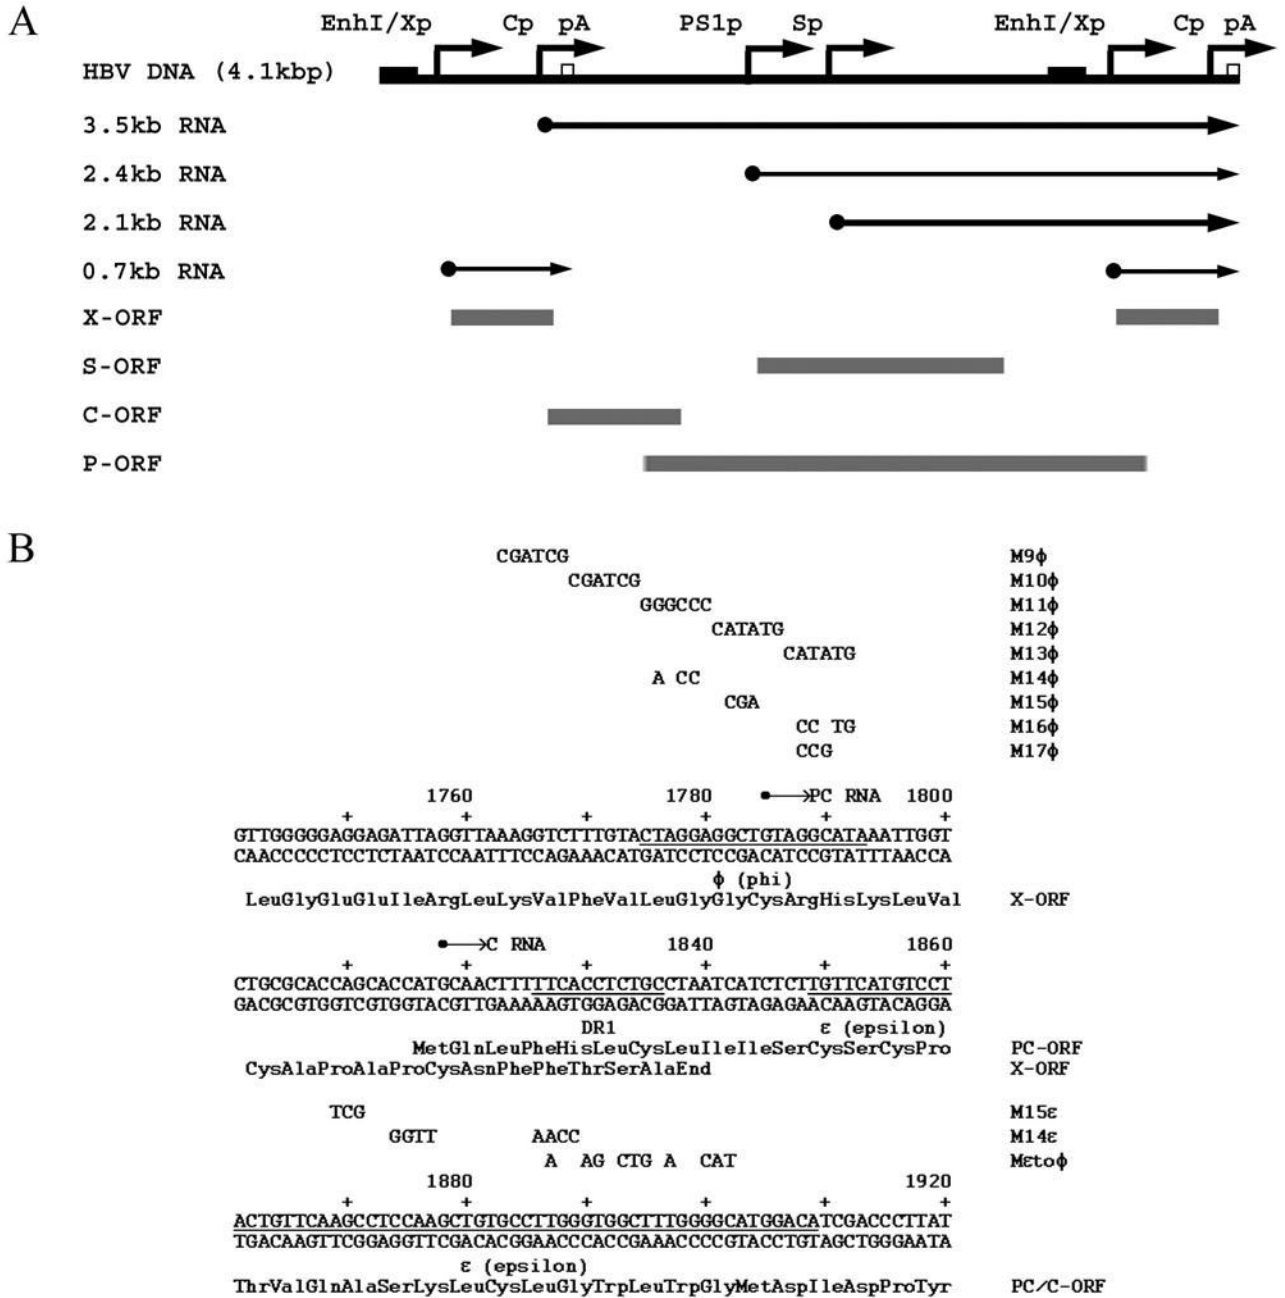 A
EnhI/Xp Cp pA PS1p Sp EnhI/Xp Cp pA
HBV DNA (4.1kbp)
3.5kb RNA
2.4kb RNA
2.1kb RNA
0.7kb RNA
X-ORF
S-ORF
C-ORF
P-ORF
B
CGATCG M9ϕ
CGATCG M10ϕ
GGGCCC M11ϕ
CATATG M12ϕ
CATATG M13ϕ
A CC M14ϕ
CGA M15ϕ
CC TG M16ϕ
CCG M17ϕ
1760 1780 PC RNA 1800
+ + + + + +
GTTGGGGGAGGAGATTAGGTTAAAGGTCTTTGTACTAGGAGGCTGTAGGCATAAATTGGT
CAACCCCCTCCTCTAATCCAATTTCCAGAAACATGATCCTCCGACATCCGTATTTAACCA
ϕ (phi)
LeuGlyGluGluIleArgLeuLysValPheValLeuGlyGlyCysArgHisLysLeuVal X-ORF
C RNA 1840 1860
+ + + + + +
CTGCGCACCAGCACCATGCAACTTTTTCACCTCTGCCTAATCATCTCTTGTTCATGTCCT
GACGCGTGGTCGTGGTACGTTGAAAAAGTGGAGACGGATTAGTAGAGAACAAGTACAGGA
DR1 ε (epsilon)
MetGlnLeuPheHisLeuCysLeuIleIleSerCysSerCysPro PC-ORF
CysAlaProAlaProCysAsnPhePheThrSerAlaEnd X-ORF
TCG M15ε
GGTT AACC M14ε
A AG CTG A CAT Mεtoϕ
1880 1920
+ + + + + +
ACTGTTCAAGCCTCCAAGCTGTGCCTTGGGTGGCTTTGGGGCATGGACATCGACCCTTAT
TGACAAGTTCGGAGGTTCGACACGGAACCCACCGAAACCCCGTACCTGTAGCTGGGAATA
ε (epsilon)
ThrValGlnAlaSerLysLeuCysLeuGlyTrpLeuTrpGlyMetAspIleAspProTyr PC/C-ORF